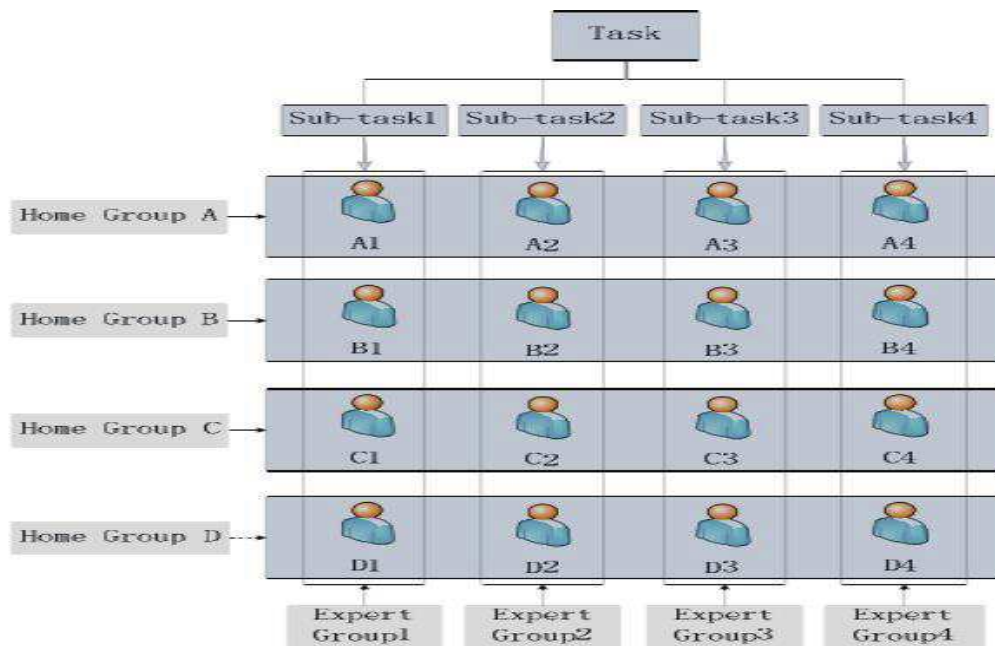 Task
Sub-task1 Sub-task2 Sub-task3 Sub-task4
Home Group A
A1 A2 A3 A4
Home Group B
B1 B2 B3 B4
Home Group C
C1 C2 C3 C4
Home Group D
D1 D2 D3 D4
Expert Expert Expert Expert
Group1 Group2 Group3 Group4